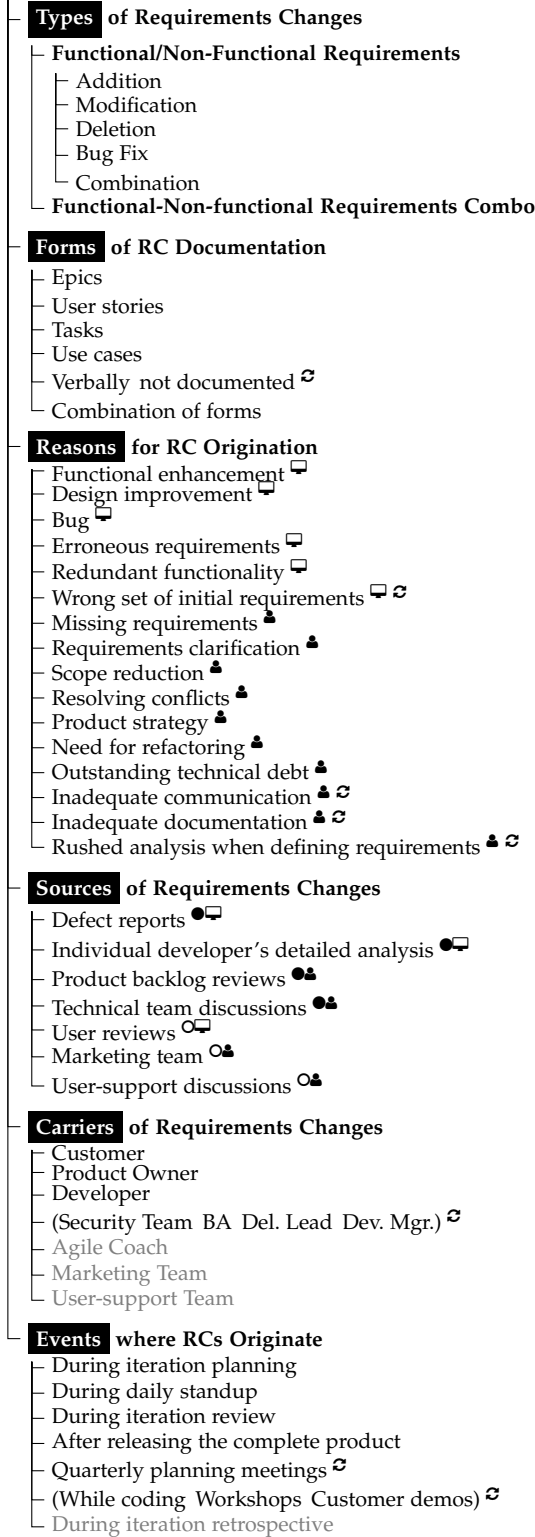 Types of Requirements Changes
Functional/Non-Functional Requirements
Addition
Modification
Deletion
Bug Fix
Combination
Functional-Non-functional Requirements Combo
Forms of RC Documentation
Epics
User stories
Tasks
Use cases
Verbally not documented
Combination of forms
Reasons for RC Origination
Functional enhancement
Design improvement
Bug
Erroneous requirements
Redundant functionality
Wrong set of initial requirements
Missing requirements
Requirements clarification
Scope reduction
Resolving conflicts
Product strategy
Need for refactoring
Outstanding technical debt
Inadequate communication
Inadequate documentation
Rushed analysis when defining requirements
Sources of Requirements Changes
Defect reports
Individual developer's detailed analysis
Product backlog reviews
Technical team discussions
User reviews
Marketing team
User-support discussions
Carriers of Requirements Changes
Customer
Product Owner
Developer
(Security Team BA Del. Lead Dev. Mgr.)
Agile Coach
Marketing Team
User-support Team
Events where RCs Originate
During iteration planning
During daily standup
During iteration review
After releasing the complete product
Quarterly planning meetings
(While coding Workshops Customer demos)
During iteration retrospective